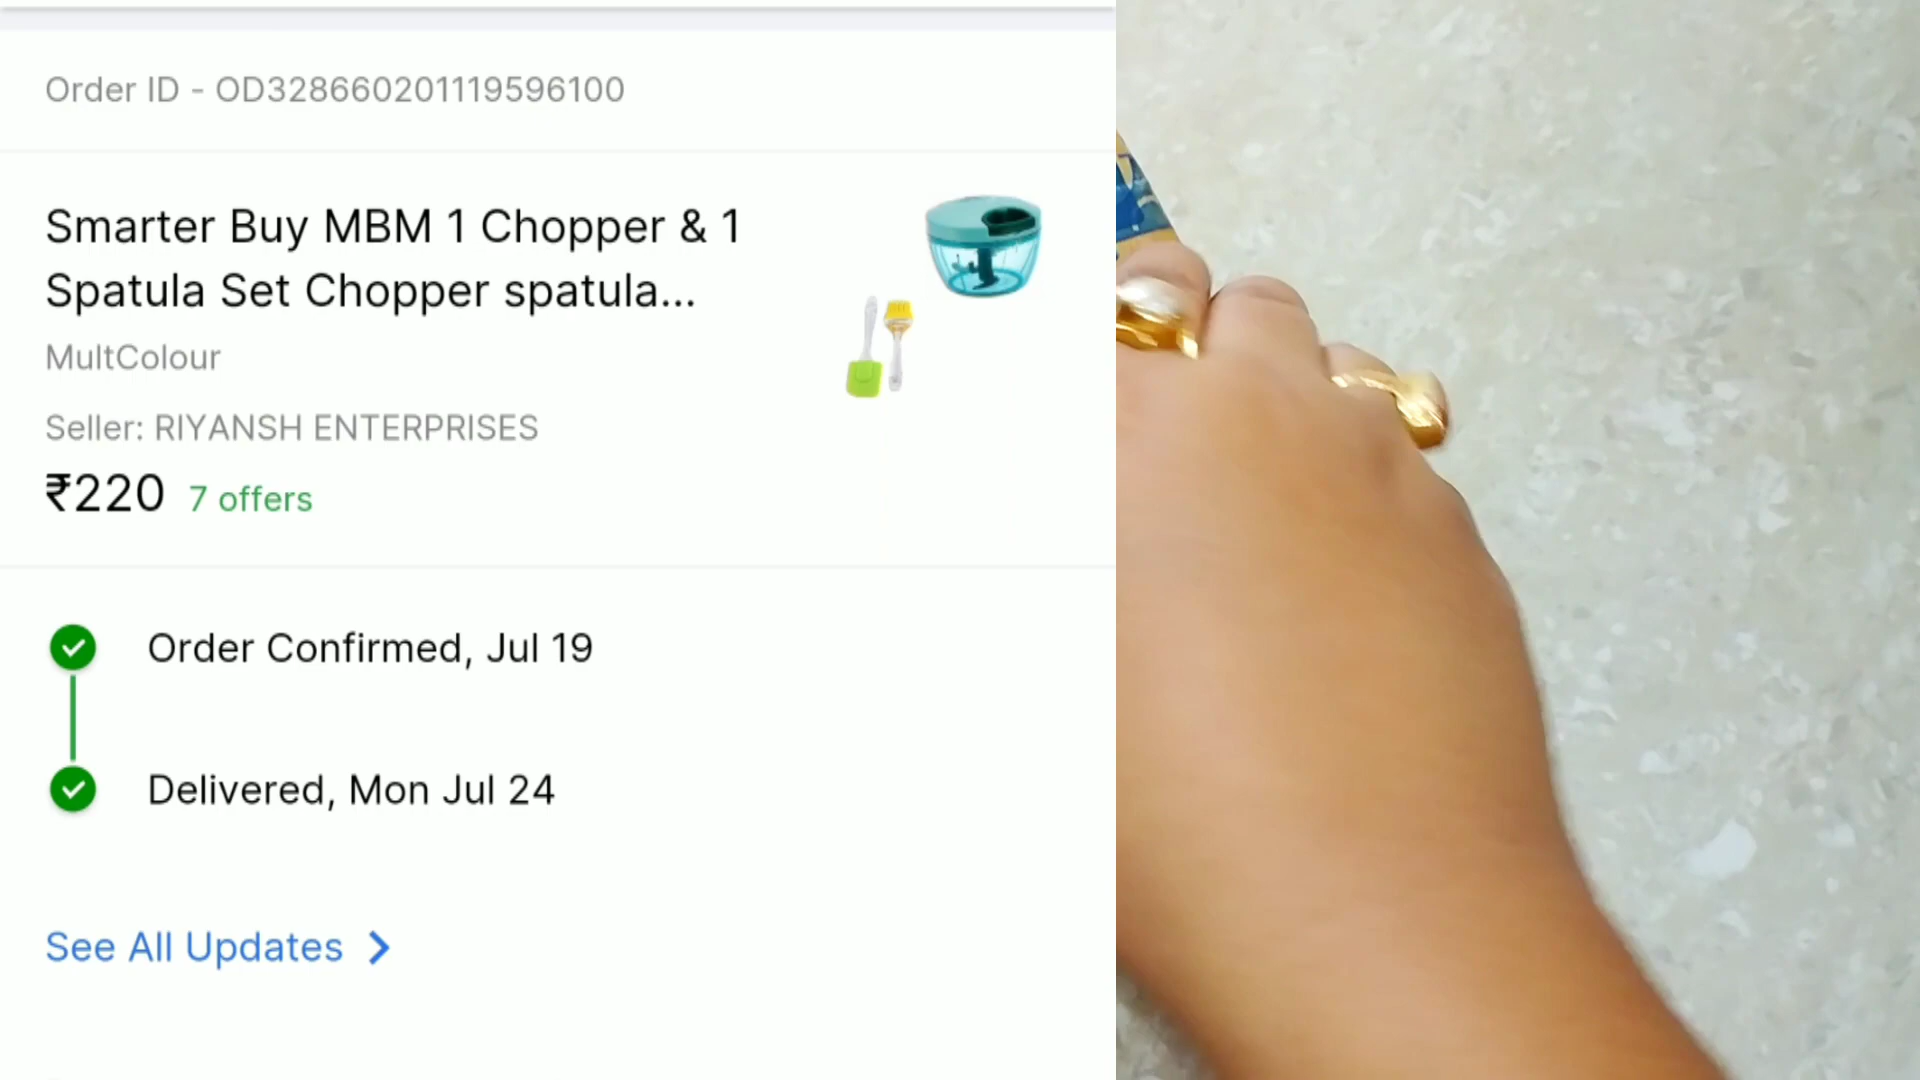 Order ID - OD328660201119596100
Smarter Buy MBM 1 Chopper & 1
Spatula Set Chopper spatula...
MultColour
Seller: RIYANSH ENTERPRISES
₹220 7 offers
Order Confirmed, Jul 19
Delivered, Mon Jul 24
See All Updates